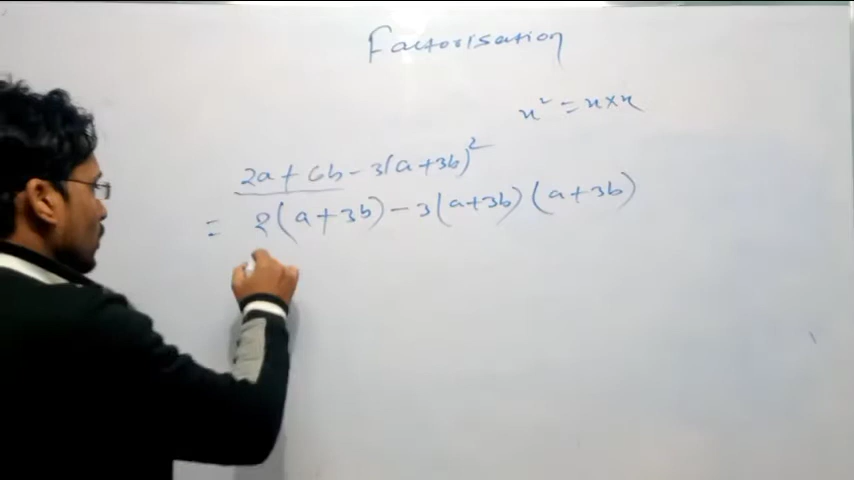 Factorisation
x² = x×x
2a + 6b - 3(a+3b)²
= 2(a+3b) - 3(a+3b)(a+3b)